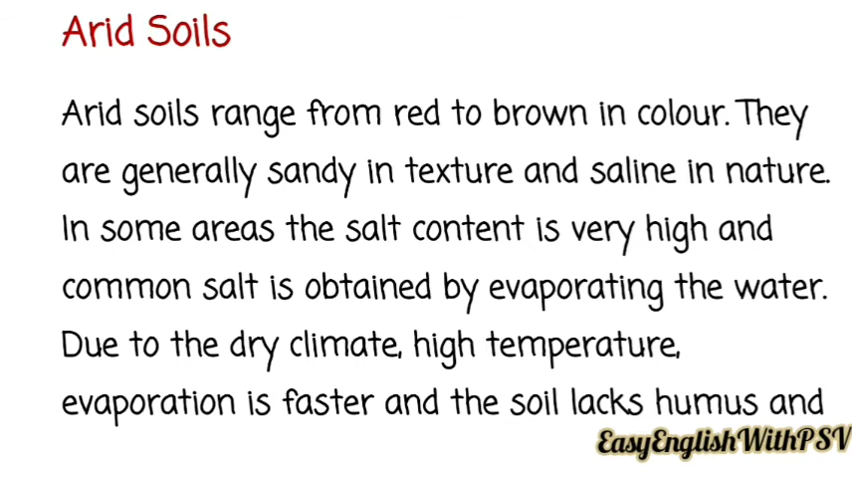 Arid Soils
Arid soils range from red to brown in colour. They
are generally sandy in texture and saline in nature.
In some areas the salt content is very high and
common salt is obtained by evaporating the water.
Due to the dry climate, high temperature,
evaporation is faster and the soil lacks humus and
EasyEnglishWithPSV